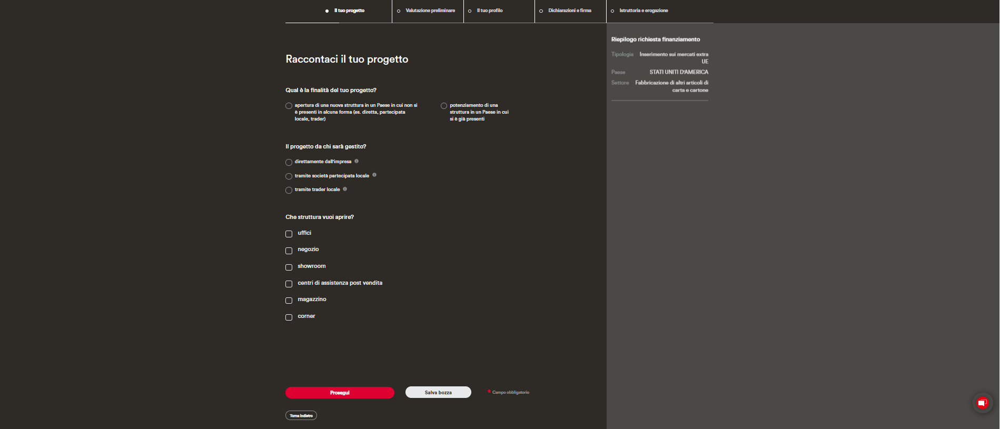 Il tuo progetto
Valutazione preliminare
Il tuo profilo
Dichiarazioni e firma
Istruttoria e erogazione
Raccontaci il tuo progetto
Qual è la finalità del tuo progetto?
apertura di una nuova struttura in un Paese in cui non si
è presenti in alcuna forma (es. diretta, partecipata
locale, trader)
potenziamento di una
struttura in un Paese in cui
si è già presenti
Il progetto da chi sarà gestito?
direttamente dall'impresa
tramite società partecipata locale
tramite trader locale
Che struttura vuoi aprire?
uffici
negozio
showroom
centri di assistenza post vendita
magazzino
corner
Prosegui
Salva bozza
* Campo obbligatorio
Torna indietro
Riepilogo richiesta finanziamento
Tipologia Inserimento sui mercati extra
UE
Paese STATI UNITI D'AMERICA
Settore Fabbricazione di altri articoli di
carta e cartone